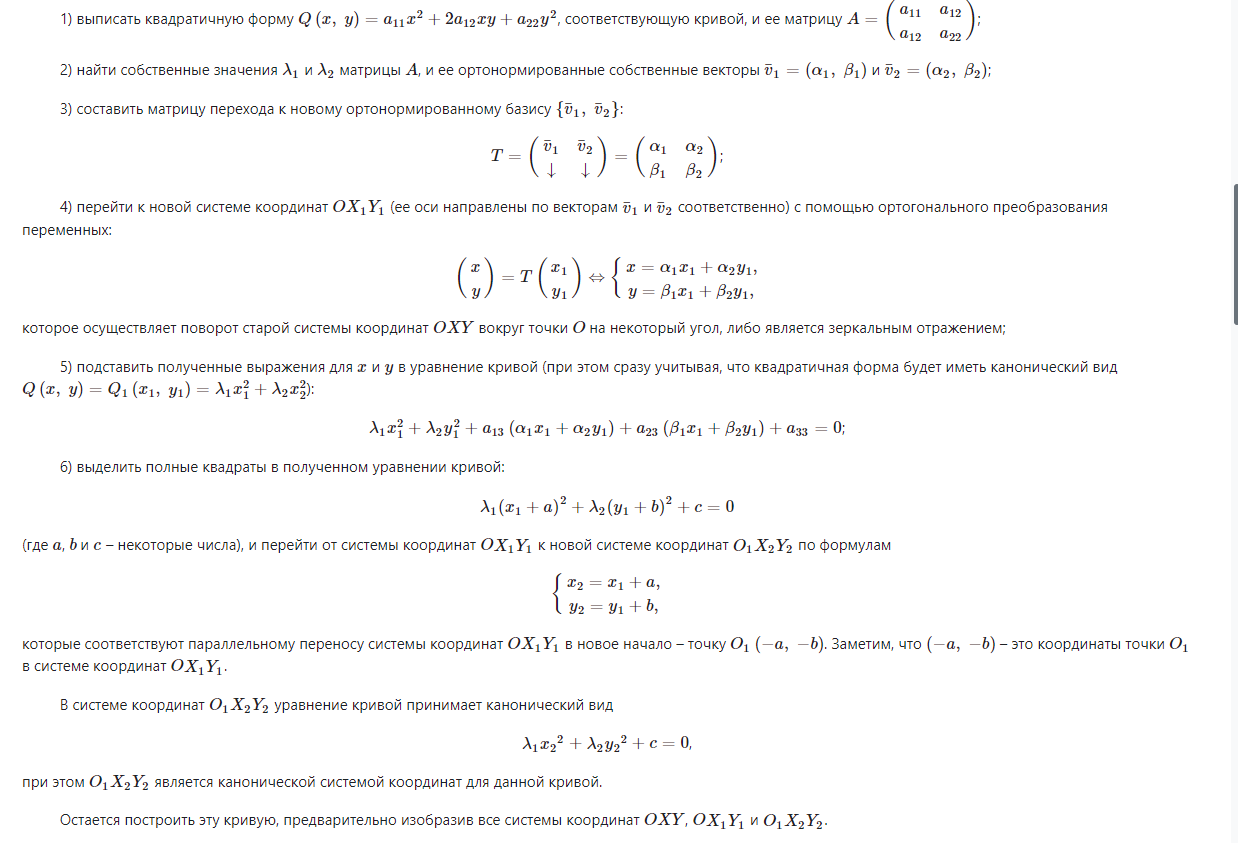 1) выписать квадратичную форму Q (x, y) = a₁₁x² + 2a₁₂xy + a₂₂y², соответствующую кривой, и ее матрицу A = ( a₁₁ a₁₂
a₁₂ a₂₂ );
2) найти собственные значения λ₁ и λ₂ матрицы A, и ее ортонормированные собственные векторы v̄₁ = (α₁, β₁) и v̄₂ = (α₂, β₂);
3) составить матрицу перехода к новому ортонормированному базису {v̄₁, v̄₂}:
T = ( v̄₁ v̄₂ ) = ( α₁ α₂
↓ ↓ β₁ β₂ );
4) перейти к новой системе координат OX₁Y₁ (ее оси направлены по векторам v̄₁ и v̄₂ соответственно) с помощью ортогонального преобразования
переменных:
( x ) = T ( x₁ ) ⇔ { x = α₁x₁ + α₂y₁,
y y₁ y = β₁x₁ + β₂y₁,
которое осуществляет поворот старой системы координат OXY вокруг точки O на некоторый угол, либо является зеркальным отражением;
5) подставить полученные выражения для x и y в уравнение кривой (при этом сразу учитывая, что квадратичная форма будет иметь канонический вид
Q (x, y) = Q₁ (x₁, y₁) = λ₁x₁² + λ₂x₂²):
λ₁x₁² + λ₂y₁² + a₁₃ (α₁x₁ + α₂y₁) + a₂₃ (β₁x₁ + β₂y₁) + a₃₃ = 0;
6) выделить полные квадраты в полученном уравнении кривой:
λ₁(x₁ + a)² + λ₂(y₁ + b)² + c = 0
(где a, b и c – некоторые числа), и перейти от системы координат OX₁Y₁ к новой системе координат O₁X₂Y₂ по формулам
{ x₂ = x₁ + a,
y₂ = y₁ + b,
которые соответствуют параллельному переносу системы координат OX₁Y₁ в новое начало – точку O₁ (−a, −b). Заметим, что (−a, −b) – это координаты точки O₁
в системе координат OX₁Y₁.
В системе координат O₁X₂Y₂ уравнение кривой принимает канонический вид
λ₁x₂² + λ₂y₂² + c = 0,
при этом O₁X₂Y₂ является канонической системой координат для данной кривой.
Остается построить эту кривую, предварительно изобразив все системы координат OXY, OX₁Y₁ и O₁X₂Y₂.